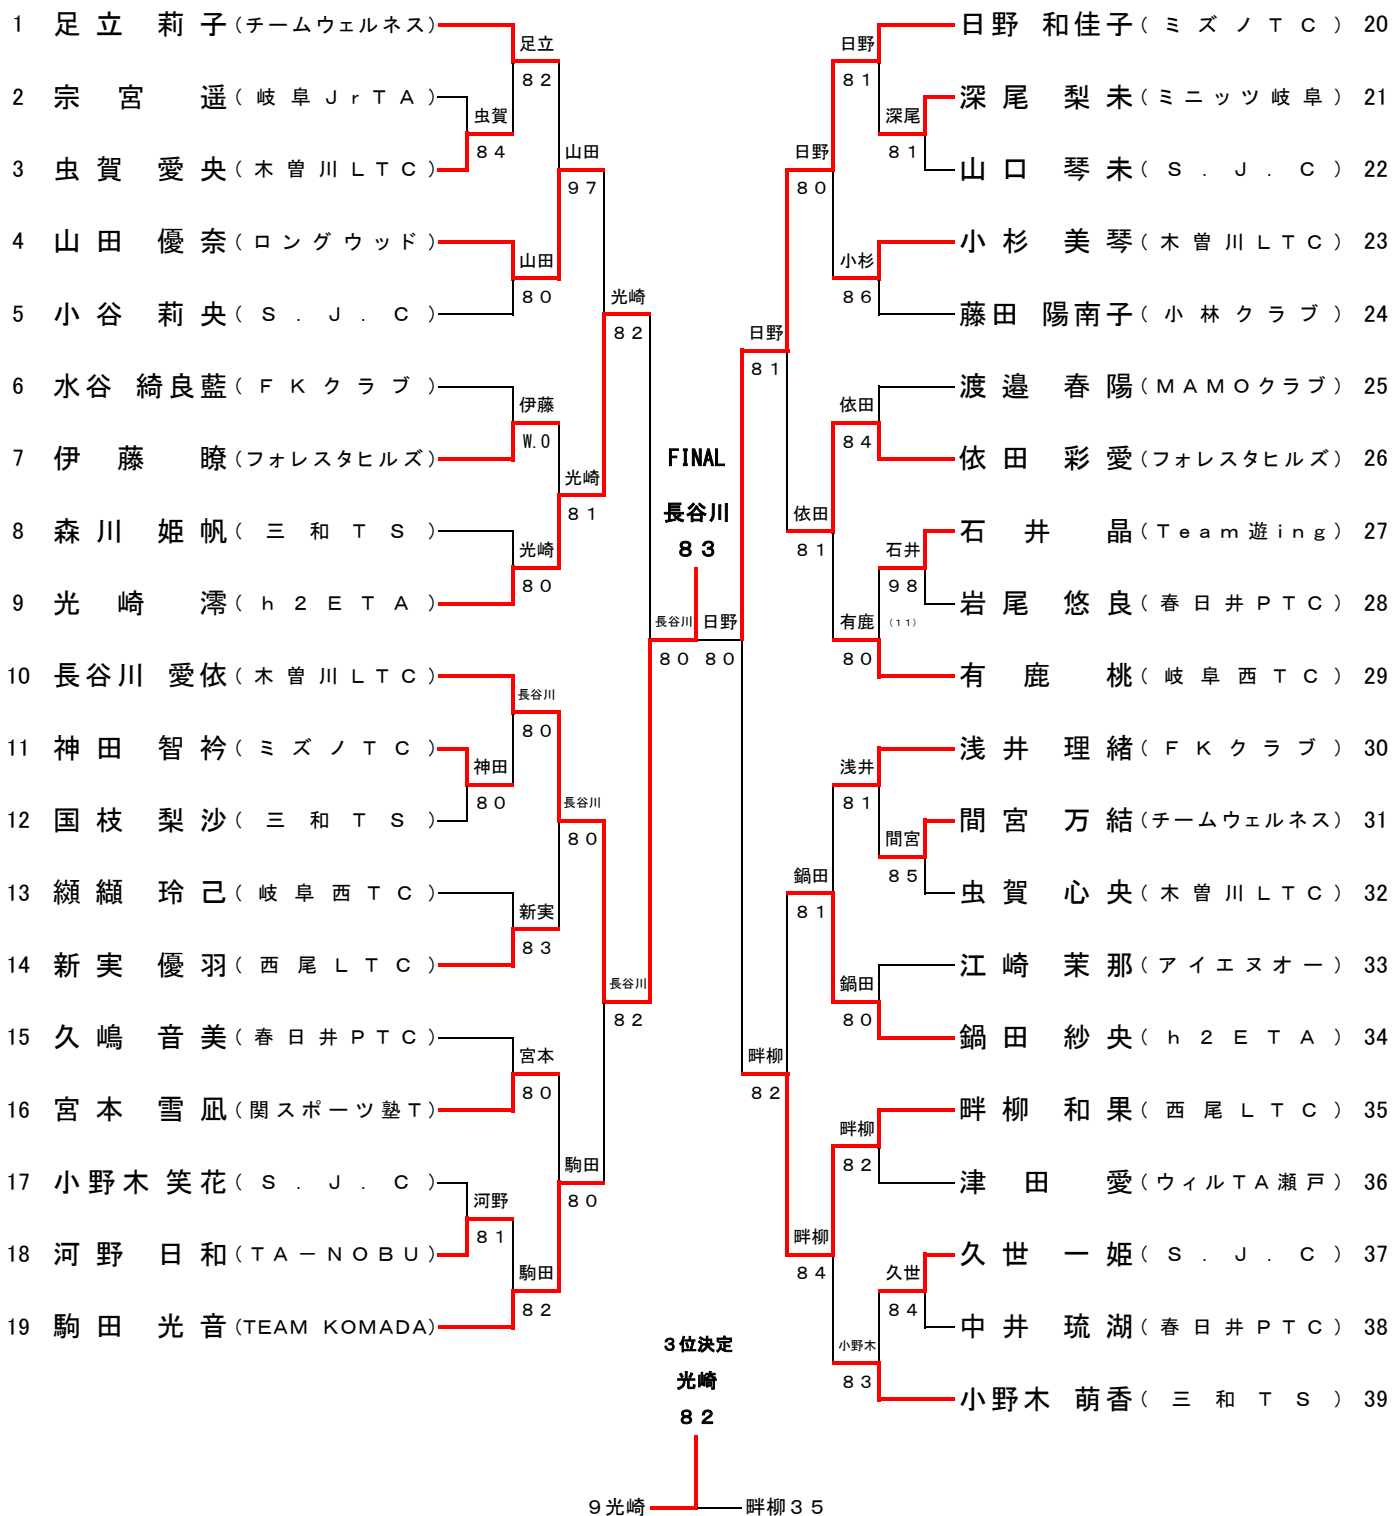 1 足立 莉子(チームウェルネス)
2 宗宮 遥(岐阜JrTA)
3 虫賀 愛央(木曽川LTC)
4 山田 優奈(ロングウッド)
5 小谷 莉央(S.J.C)
6 水谷 綺良藍(FKクラブ)
7 伊藤 瞭(フォレスタヒルズ)
8 森川 姫帆(三和TS)
9 光崎 澪(h2ETA)
10 長谷川 愛依(木曽川LTC)
11 神田 智衿(ミズノTC)
12 国枝 梨沙(三和TS)
13 纐纈 玲己(岐阜西TC)
14 新実 優羽(西尾LTC)
15 久嶋 音美(春日井PTC)
16 宮本 雪凪(関スポーツ塾T)
17 小野木 笑花(S.J.C)
18 河野 日和(TA-NOBU)
19 駒田 光音(TEAM KOMADA)
虫賀
84
神田
80
河野
81
足立
82
山田
80
伊藤
W.O
光崎
80
長谷川
80
新実
83
宮本
80
駒田
82
山田
97
光崎
81
長谷川
80
駒田
80
光崎
82
長谷川
82
長谷川
80
FINAL
長谷川
83
日野
80
日野
81
畔柳
82
日野
80
依田
81
鍋田
81
畔柳
84
日野
81
小杉
86
依田
84
有鹿
80
浅井
81
鍋田
80
畔柳
82
小野木
83
深尾
81
石井
98
(11)
間宮
85
久世
84
日野 和佳子(ミズノTC) 20
深尾 梨未(ミニッツ岐阜) 21
山口 琴未(S.J.C) 22
小杉 美琴(木曽川LTC) 23
藤田 陽南子(小林クラブ) 24
渡邉 春陽(MAMOクラブ) 25
依田 彩愛(フォレスタヒルズ) 26
石井 晶(Team遊ing) 27
岩尾 悠良(春日井PTC) 28
有鹿 桃(岐阜西TC) 29
浅井 理緒(FKクラブ) 30
間宮 万結(チームウェルネス) 31
虫賀 心央(木曽川LTC) 32
江崎 茉那(アイエヌオー) 33
鍋田 紗央(h2ETA) 34
畔柳 和果(西尾LTC) 35
津田 愛(ウィルTA瀬戸) 36
久世 一姫(S.J.C) 37
中井 琉湖(春日井PTC) 38
小野木 萌香(三和TS) 39
3位決定
光崎
82
9光崎
畔柳35